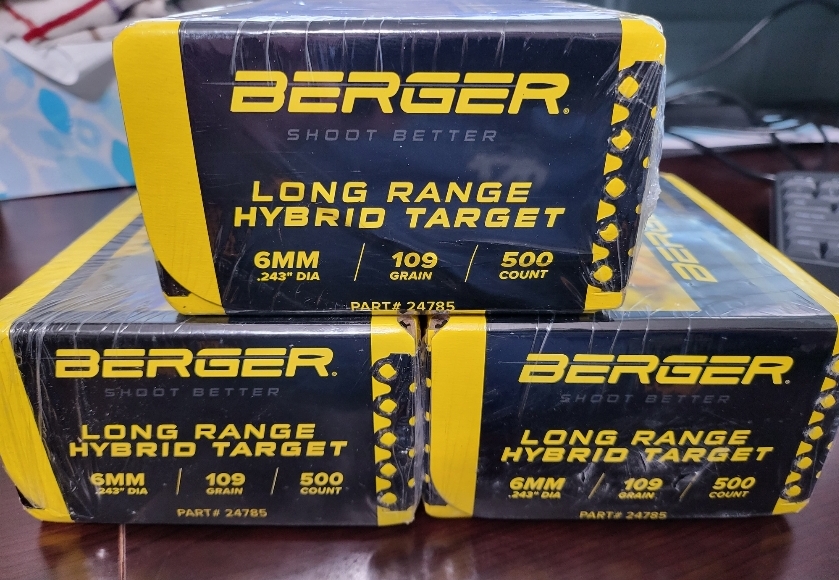 BERGER®
SHOOT BETTER
LONG RANGE
HYBRID TARGET
6MM / 109 / 500
.243" DIA GRAIN COUNT
PART# 24785
BERGER®
SHOOT BETTER
LONG RANGE
HYBRID TARGET
6MM / 109 / 500
.243" DIA GRAIN COUNT
PART# 24785
BERGER
BERGER®
SHOOT BETTER
LONG RANGE
HYBRID TARGET
6MM / 109 / 500
.243" DIA GRAIN COUNT
PART# 24785